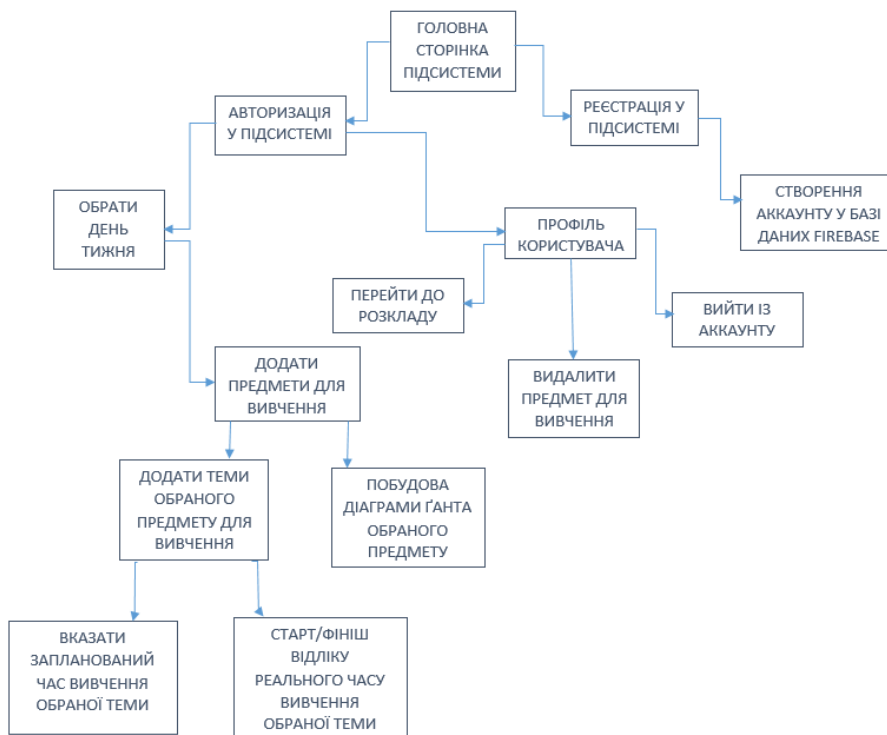 ГОЛОВНА
СТОРІНКА
ПІДСИСТЕМИ
АВТОРИЗАЦІЯ
У ПІДСИСТЕМІ
РЕЄСТРАЦІЯ У
ПІДСИСТЕМІ
СТВОРЕННЯ
АККАУНТУ У БАЗІ
ДАНИХ FIREBASE
ОБРАТИ
ДЕНЬ
ТИЖНЯ
ПРОФІЛЬ
КОРИСТУВАЧА
ПЕРЕЙТИ ДО
РОЗКЛАДУ
ВИЙТИ ІЗ
АККАУНТУ
ДОДАТИ
ПРЕДМЕТИ ДЛЯ
ВИВЧЕННЯ
ВИДАЛИТИ
ПРЕДМЕТ ДЛЯ
ВИВЧЕННЯ
ДОДАТИ ТЕМИ
ОБРАНОГО
ПРЕДМЕТУ ДЛЯ
ВИВЧЕННЯ
ПОБУДОВА
ДІАГРАМИ ҐАНТА
ОБРАНОГО
ПРЕДМЕТУ
ВКАЗАТИ
ЗАПЛАНОВАНИЙ
ЧАС ВИВЧЕННЯ
ОБРАНОЇ ТЕМИ
СТАРТ/ФІНІШ
ВІДЛІКУ
РЕАЛЬНОГО ЧАСУ
ВИВЧЕННЯ
ОБРАНОЇ ТЕМИ